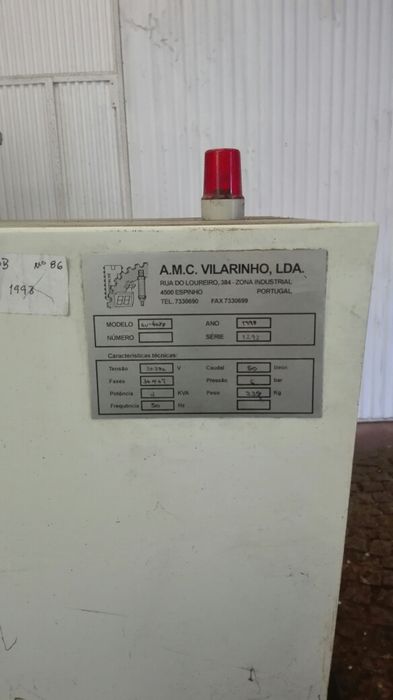 Nº 86
1998
A.M.C. VILARINHO, LDA.
RUA DO LOUREIRO, 384 - ZONA INDUSTRIAL
4500 ESPINHO PORTUGAL
TEL. 7330690 FAX 7330699
MODELO ANO 1998
NÚMERO SÉRIE
Características técnicas:
Tensão V Caudal 50 l/min
Fases Pressão 6 bar
Potência KVA Peso Kg
Frequência 50 Hz